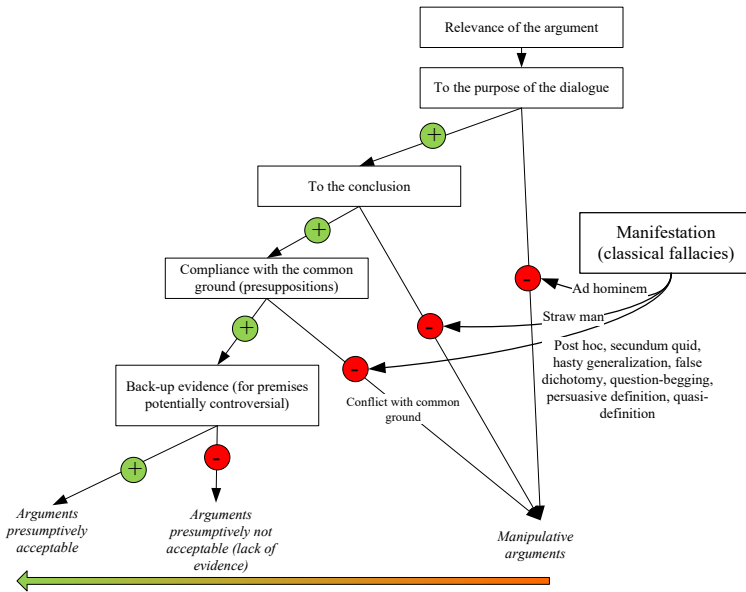 Relevance of the argument
To the purpose of the dialogue
+
To the conclusion
+
Manifestation
(classical fallacies)
Compliance with the common
ground (presuppositions)
-
Ad hominem
-
Straw man
+
Post hoc, secundum quid,
hasty generalization, false
dichotomy, question-begging,
persuasive definition, quasi-
definition
-
Back-up evidence (for premises
potentially controversial)
Conflict with common
ground
+
-
Arguments
presumptively
acceptable
Arguments
presumptively not
acceptable (lack of
evidence)
Manipulative
arguments